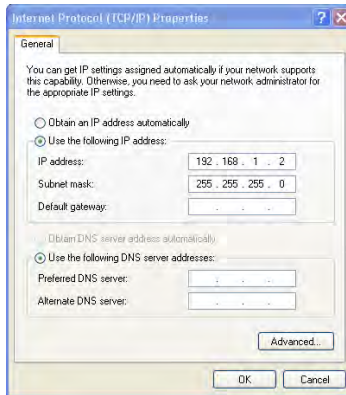 Internet Protocol (TCP/IP) Properties
General
You can get IP settings assigned automatically if your network supports
this capability. Otherwise, you need to ask your network administrator for
the appropriate IP settings.
Obtain an IP address automatically
Use the following IP address:
IP address: 192 . 168 . 1 . 2
Subnet mask: 255 . 255 . 255 . 0
Default gateway: . . .
Obtain DNS server address automatically
Use the following DNS server addresses:
Preferred DNS server: . . .
Alternate DNS server: . . .
Advanced...
OK Cancel